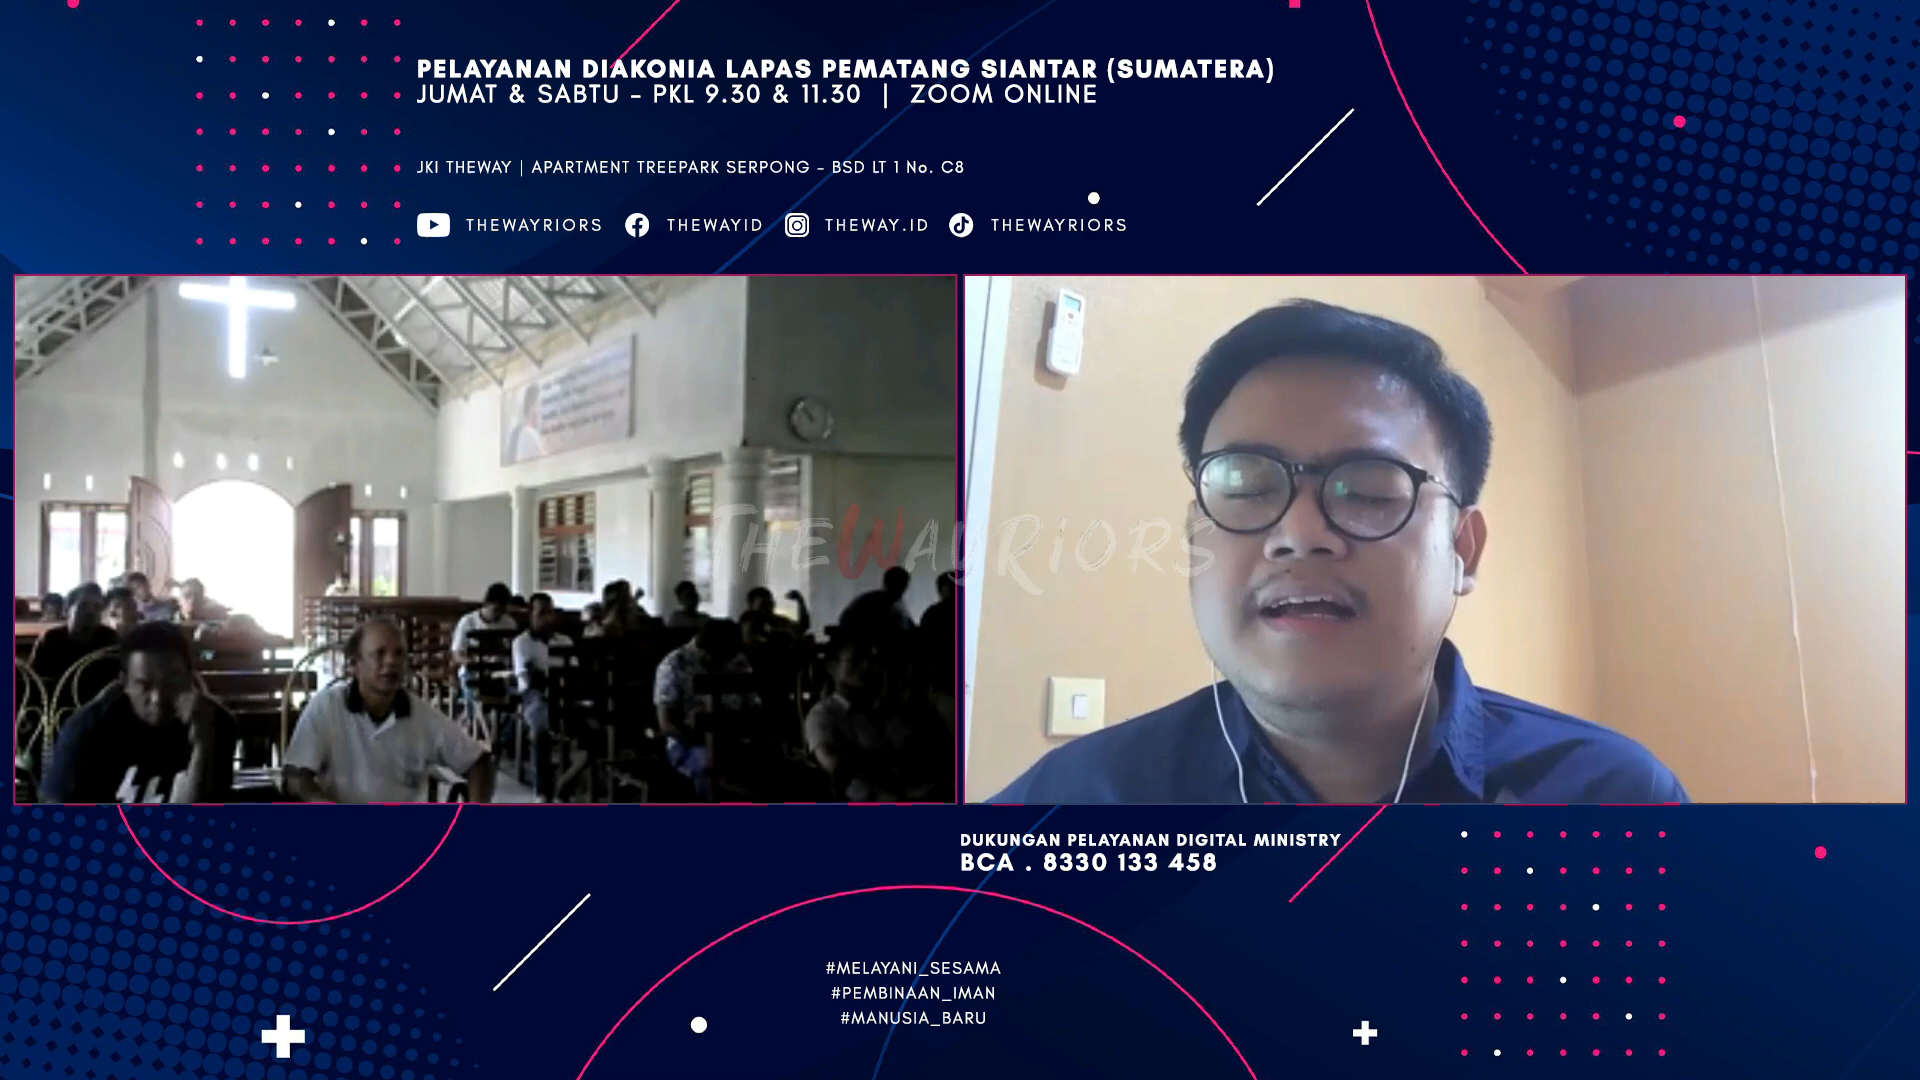 PELAYANAN DIAKONIA LAPAS PEMATANG SIANTAR (SUMATERA)
JUMAT & SABTU - PKL 9.30 & 11.30 | ZOOM ONLINE
JKI THEWAY | APARTMENT TREEPARK SERPONG - BSD LT 1 No. C8
THEWAYRIORS THEWAYID THEWAY.ID THEWAYRIORS
THEWAYRIORS
DUKUNGAN PELAYANAN DIGITAL MINISTRY
BCA . 8330 133 458
#MELAYANI_SESAMA
#PEMBINAAN_IMAN
#MANUSIA_BARU